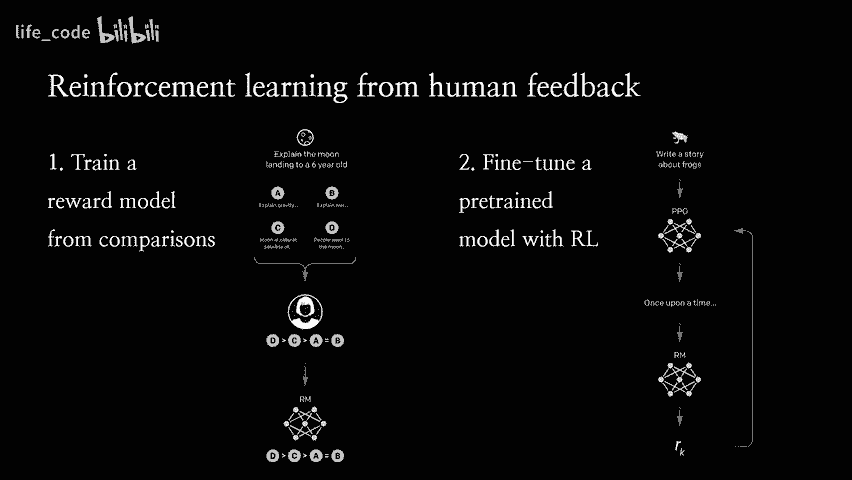 life_code bilibili
Reinforcement learning from human feedback
1. Train a
reward model
from comparisons
Explain the moon
landing to a 6 year old
A B
Explain gravity... Explain war...
C D
Moon is natural
satellite of...
People went to
the moon...
D > C > A = B
RM
D > C > A = B
2. Fine-tune a
pretrained
model with RL
Write a story
about frogs
PPO
Once upon a time...
RM
rk